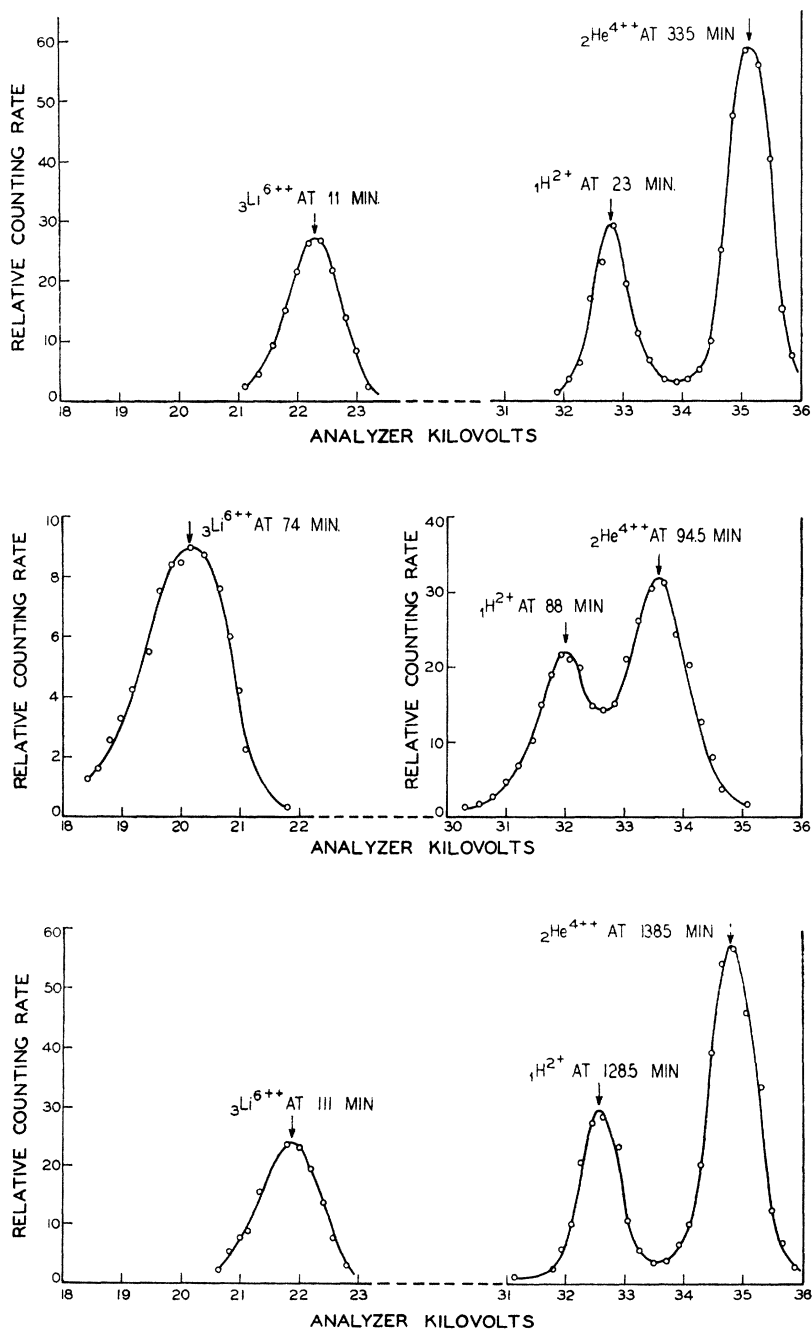 60
50
40
30
20
10
0
RELATIVE COUNTING RATE
₂He⁴⁺⁺ AT 335 MIN
₁H²⁺ AT 23 MIN.
₃Li⁶⁺⁺ AT 11 MIN.
18 19 20 21 22 23 31 32 33 34 35 36
ANALYZER KILOVOLTS
10
8
6
4
2
0
RELATIVE COUNTING RATE
₃Li⁶⁺⁺ AT 74 MIN.
18 19 20 21 22
40
30
20
10
0
RELATIVE COUNTING RATE
₂He⁴⁺⁺ AT 94.5 MIN
₁H²⁺ AT 88 MIN
30 31 32 33 34 35 36
ANALYZER KILOVOLTS
60
50
40
30
20
10
0
RELATIVE COUNTING RATE
₂He⁴⁺⁺ AT 1385 MIN
₁H²⁺ AT 128.5 MIN
₃Li⁶⁺⁺ AT 111 MIN
18 19 20 21 22 23 31 32 33 34 35 36
ANALYZER KILOVOLTS